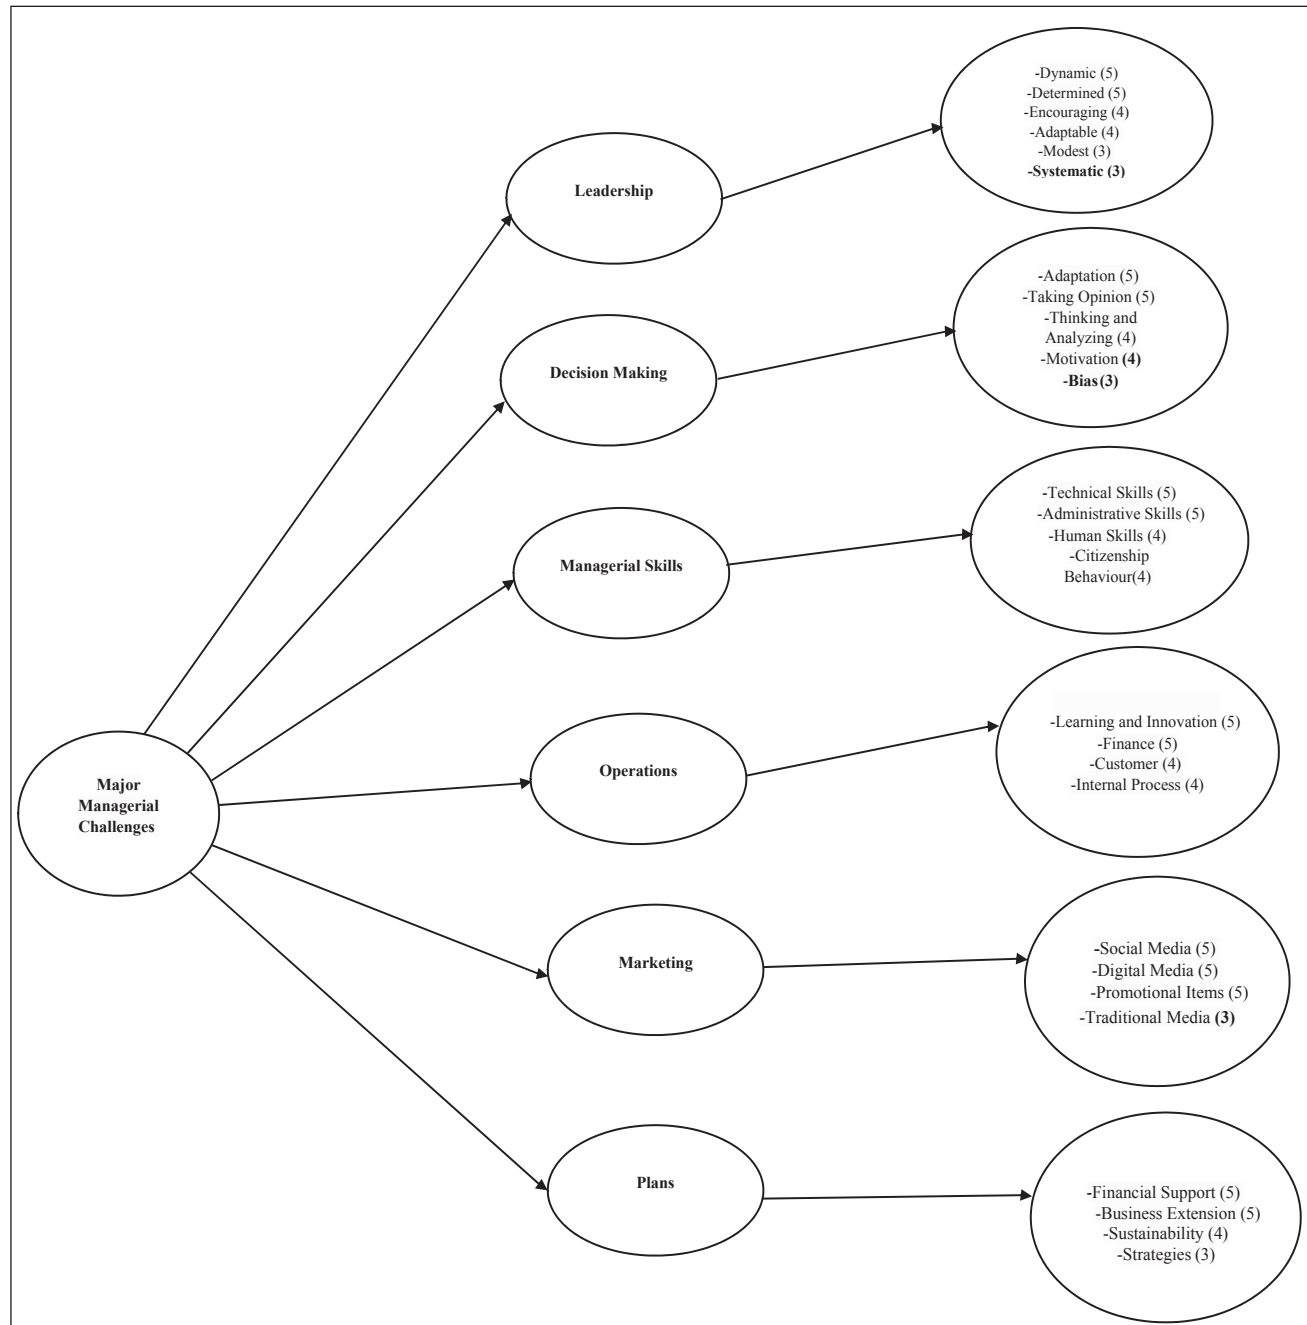 -Dynamic (5)
-Determined (5)
-Encouraging (4)
-Adaptable (4)
-Modest (3)
-Systematic (3)
Leadership
-Adaptation (5)
-Taking Opinion (5)
-Thinking and
Analyzing (4)
-Motivation (4)
-Bias (3)
Decision Making
-Technical Skills (5)
-Administrative Skills (5)
-Human Skills (4)
-Citizenship
Behaviour(4)
Managerial Skills
-Learning and Innovation (5)
-Finance (5)
-Customer (4)
-Internal Process (4)
Operations
Major
Managerial
Challenges
-Social Media (5)
-Digital Media (5)
-Promotional Items (5)
-Traditional Media (3)
Marketing
-Financial Support (5)
-Business Extension (5)
-Sustainability (4)
-Strategies (3)
Plans